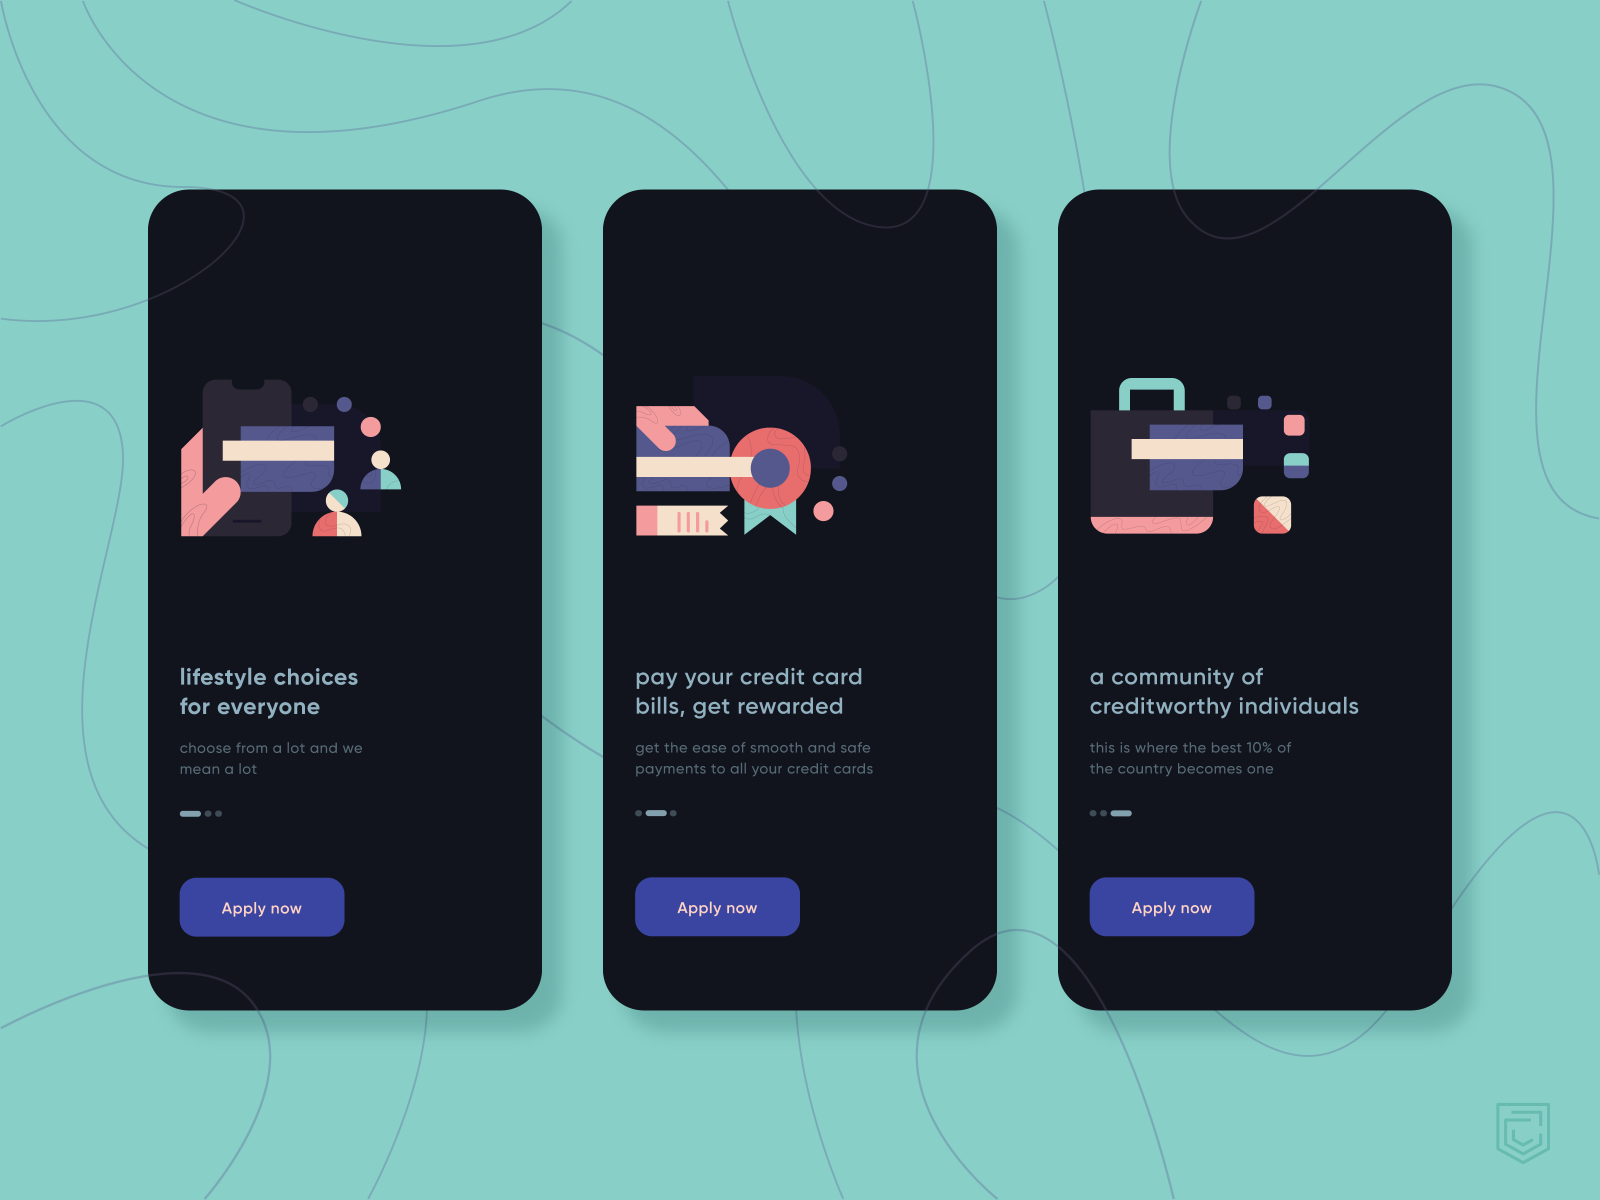 lifestyle choices
for everyone
choose from a lot and we
mean a lot
Apply now
pay your credit card
bills, get rewarded
get the ease of smooth and safe
payments to all your credit cards
Apply now
a community of
creditworthy individuals
this is where the best 10% of
the country becomes one
Apply now